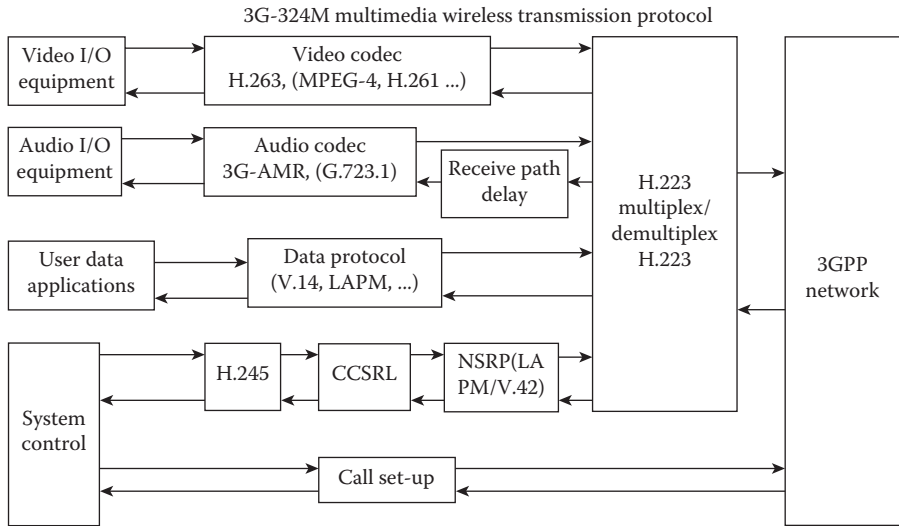 3G-324M multimedia wireless transmission protocol
Video I/O
equipment
Video codec
H.263, (MPEG-4, H.261 ...)
Audio I/O
equipment
Audio codec
3G-AMR, (G.723.1)
Receive path
delay
H.223
multiplex/
demultiplex
H.223
3GPP
network
User data
applications
Data protocol
(V.14, LAPM, ...)
System
control
H.245
CCSRL
NSRP(LA
PM/V.42)
Call set-up